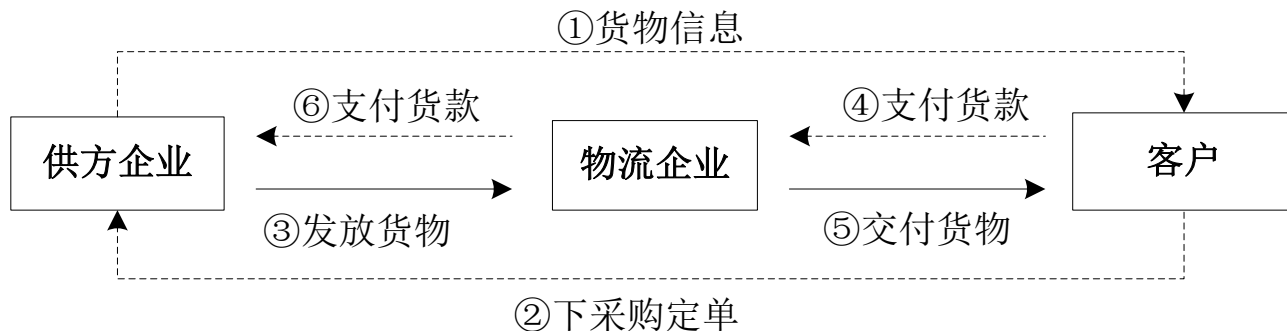 ①货物信息
⑥支付货款
④支付货款
供方企业
物流企业
客户
③发放货物
⑤交付货物
②下采购定单